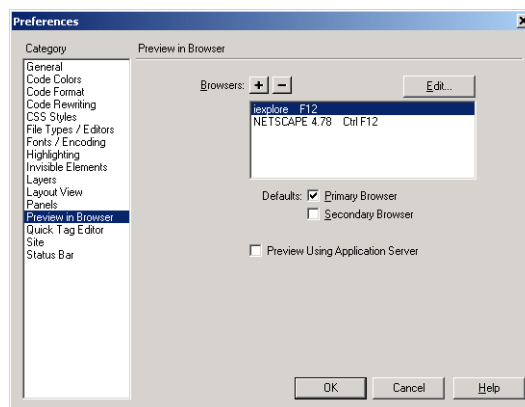 Preferences
Category
Preview in Browser
General
Code Colors
Code Format
Code Rewriting
CSS Styles
File Types / Editors
Fonts / Encoding
Highlighting
Invisible Elements
Layers
Layout View
Panels
Preview in Browser
Quick Tag Editor
Site
Status Bar
Browsers: + −
Edit...
iexplore F12
NETSCAPE 4.78 Ctrl F12
Defaults: Primary Browser
Secondary Browser
Preview Using Application Server
OK Cancel Help